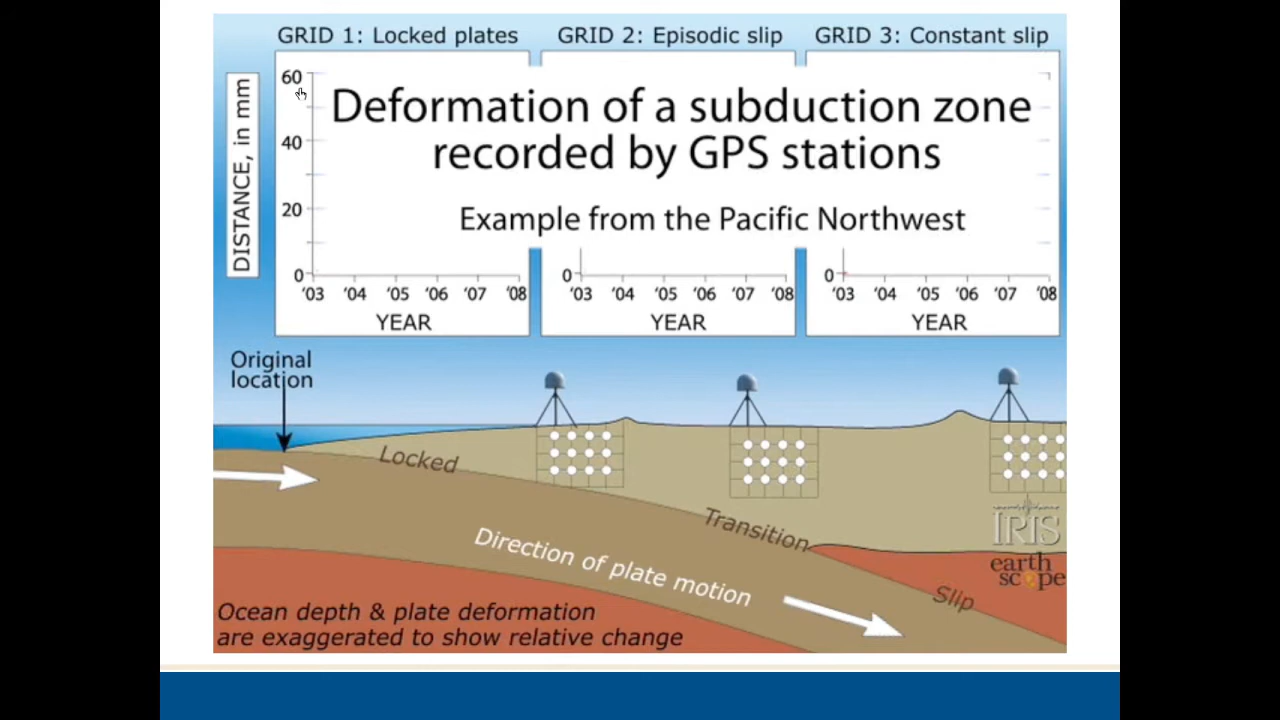 GRID 1: Locked plates
GRID 2: Episodic slip
GRID 3: Constant slip
DISTANCE, in mm
60
40
20
0
Deformation of a subduction zone
recorded by GPS stations
Example from the Pacific Northwest
0
0
'03 '04 '05 '06 '07 '08
'03 '04 '05 '06 '07 '08
'03 '04 '05 '06 '07 '08
YEAR
YEAR
YEAR
Original
location
Locked
Transition
Slip
Direction of plate motion
IRIS
earth
scope
Ocean depth & plate deformation
are exaggerated to show relative change